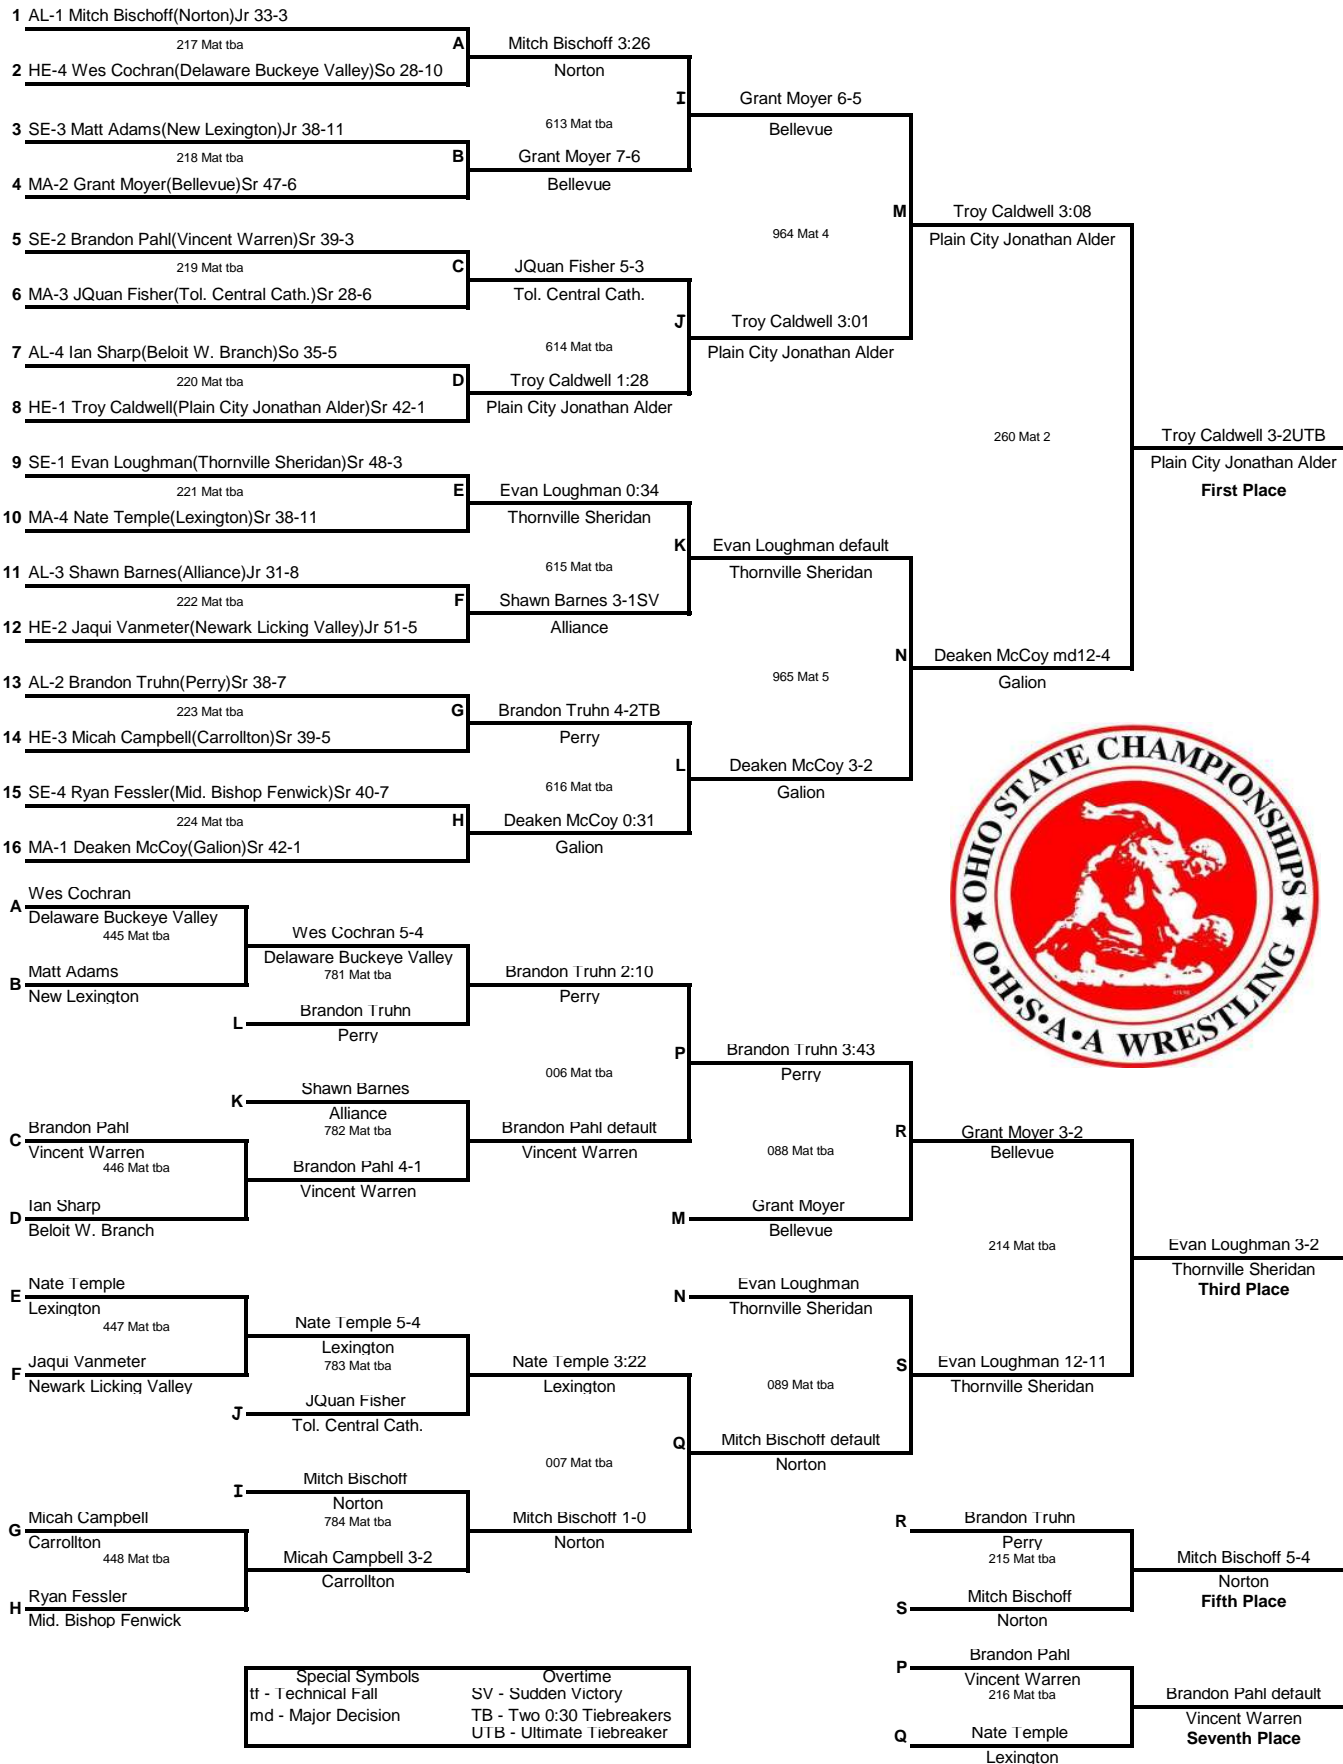 1 AL-1 Mitch Bischoff(Norton)Jr 33-3
217 Mat tba
A
2 HE-4 Wes Cochran(Delaware Buckeye Valley)So 28-10
Mitch Bischoff 3:26
Norton
3 SE-3 Matt Adams(New Lexington)Jr 38-11
218 Mat tba
B
4 MA-2 Grant Moyer(Bellevue)Sr 47-6
613 Mat tba
I
Grant Moyer 7-6
Bellevue
Grant Moyer 6-5
Bellevue
5 SE-2 Brandon Pahl(Vincent Warren)Sr 39-3
219 Mat tba
C
6 MA-3 JQuan Fisher(Tol. Central Cath.)Sr 28-6
JQuan Fisher 5-3
Tol. Central Cath.
7 AL-4 Ian Sharp(Beloit W. Branch)So 35-5
220 Mat tba
D
8 HE-1 Troy Caldwell(Plain City Jonathan Alder)Sr 42-1
614 Mat tba
J
Troy Caldwell 1:28
Plain City Jonathan Alder
Troy Caldwell 3:01
Plain City Jonathan Alder
964 Mat 4
M
Troy Caldwell 3:08
Plain City Jonathan Alder
9 SE-1 Evan Loughman(Thornville Sheridan)Sr 48-3
221 Mat tba
E
10 MA-4 Nate Temple(Lexington)Sr 38-11
Evan Loughman 0:34
Thornville Sheridan
11 AL-3 Shawn Barnes(Alliance)Jr 31-8
222 Mat tba
F
12 HE-2 Jaqui Vanmeter(Newark Licking Valley)Jr 51-5
615 Mat tba
K
Shawn Barnes 3-1SV
Alliance
Evan Loughman default
Thornville Sheridan
13 AL-2 Brandon Truhn(Perry)Sr 38-7
223 Mat tba
G
14 HE-3 Micah Campbell(Carrollton)Sr 39-5
Brandon Truhn 4-2TB
Perry
15 SE-4 Ryan Fessler(Mid. Bishop Fenwick)Sr 40-7
224 Mat tba
H
16 MA-1 Deaken McCoy(Galion)Sr 42-1
616 Mat tba
L
Deaken McCoy 0:31
Galion
Deaken McCoy 3-2
Galion
965 Mat 5
N
Deaken McCoy md12-4
Galion
260 Mat 2
Troy Caldwell 3-2UTB
Plain City Jonathan Alder
First Place
★ OHIO STATE CHAMPIONSHIPS ★
O•H•S•A•A WRESTLING
A Wes Cochran
Delaware Buckeye Valley
445 Mat tba
B Matt Adams
New Lexington
Wes Cochran 5-4
Delaware Buckeye Valley
781 Mat tba
L Brandon Truhn
Perry
Brandon Truhn 2:10
Perry
K Shawn Barnes
Alliance
782 Mat tba
C Brandon Pahl
Vincent Warren
446 Mat tba
D Ian Sharp
Beloit W. Branch
Brandon Pahl 4-1
Vincent Warren
Brandon Pahl default
Vincent Warren
006 Mat tba
P
Brandon Truhn 3:43
Perry
088 Mat tba
R
M Grant Moyer
Bellevue
Grant Moyer 3-2
Bellevue
E Nate Temple
Lexington
447 Mat tba
F Jaqui Vanmeter
Newark Licking Valley
Nate Temple 5-4
Lexington
783 Mat tba
J JQuan Fisher
Tol. Central Cath.
Nate Temple 3:22
Lexington
I Mitch Bischoff
Norton
784 Mat tba
G Micah Campbell
Carrollton
448 Mat tba
H Ryan Fessler
Mid. Bishop Fenwick
Micah Campbell 3-2
Carrollton
Mitch Bischoff 1-0
Norton
007 Mat tba
Q
N Evan Loughman
Thornville Sheridan
089 Mat tba
S
Mitch Bischoff default
Norton
Evan Loughman 12-11
Thornville Sheridan
214 Mat tba
Evan Loughman 3-2
Thornville Sheridan
Third Place
R Brandon Truhn
Perry
215 Mat tba
S Mitch Bischoff
Norton
Mitch Bischoff 5-4
Norton
Fifth Place
P Brandon Pahl
Vincent Warren
216 Mat tba
Q Nate Temple
Lexington
Brandon Pahl default
Vincent Warren
Seventh Place
Special Symbols
tf - Technical Fall
md - Major Decision
Overtime
SV - Sudden Victory
TB - Two 0:30 Tiebreakers
UTB - Ultimate Tiebreaker